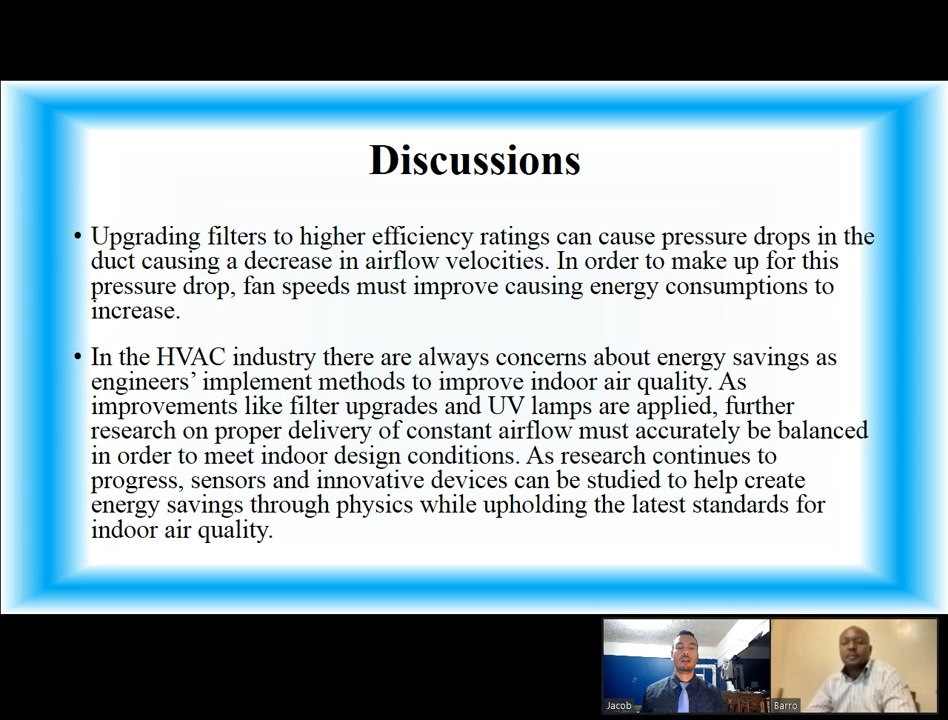 Discussions
• Upgrading filters to higher efficiency ratings can cause pressure drops in the
duct causing a decrease in airflow velocities. In order to make up for this
pressure drop, fan speeds must improve causing energy consumptions to
increase.
• In the HVAC industry there are always concerns about energy savings as
engineers’ implement methods to improve indoor air quality. As
improvements like filter upgrades and UV lamps are applied, further
research on proper delivery of constant airflow must accurately be balanced
in order to meet indoor design conditions. As research continues to
progress, sensors and innovative devices can be studied to help create
energy savings through physics while upholding the latest standards for
indoor air quality.
Jacob
Barro